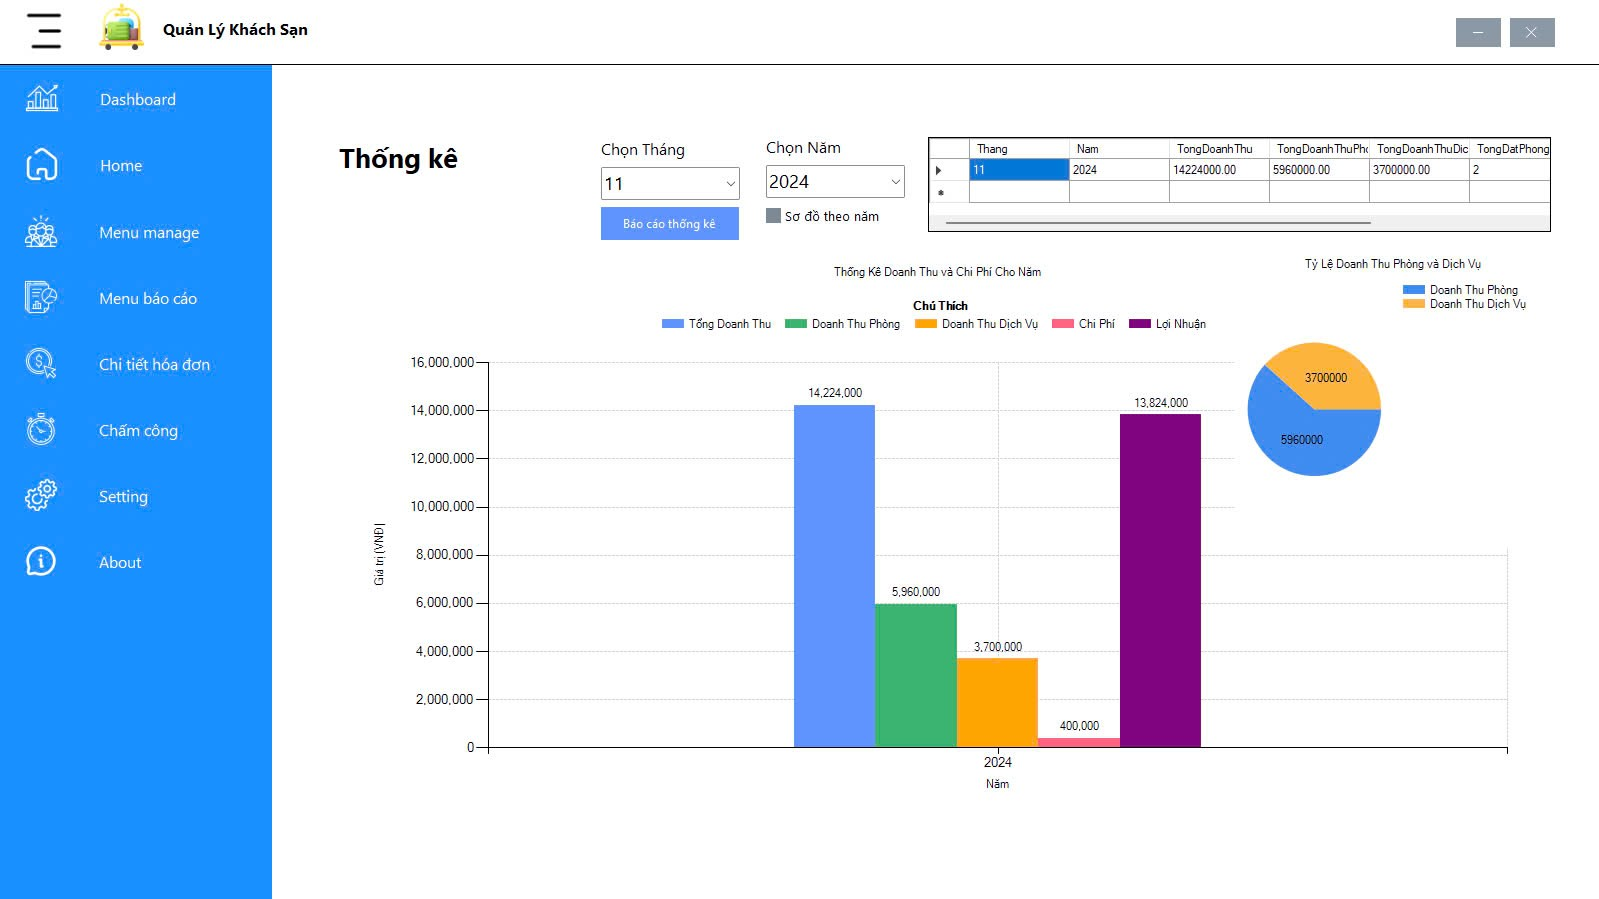 Quản Lý Khách Sạn
Dashboard
Home
Menu manage
Menu báo cáo
Chi tiết hóa đơn
Chấm công
Setting
About
Thống kê
Chọn Tháng
11
Báo cáo thống kê
Chọn Năm
2024
Sơ đồ theo năm
Thang Nam TongDoanhThu TongDoanhThuPho TongDoanhThuDic TongDatPhong
11 2024 14224000.00 5960000.00 3700000.00 2
Thống Kê Doanh Thu và Chi Phí Cho Năm
Chú Thích
Tổng Doanh Thu Doanh Thu Phòng Doanh Thu Dịch Vụ Chi Phí Lợi Nhuận
16,000,000
14,000,000
12,000,000
10,000,000
8,000,000
6,000,000
4,000,000
2,000,000
0
Giá trị (VNĐ)
14,224,000
5,960,000
3,700,000
400,000
13,824,000
2024
Năm
Tỷ Lệ Doanh Thu Phòng và Dịch Vụ
Doanh Thu Phòng
Doanh Thu Dịch Vụ
3700000
5960000